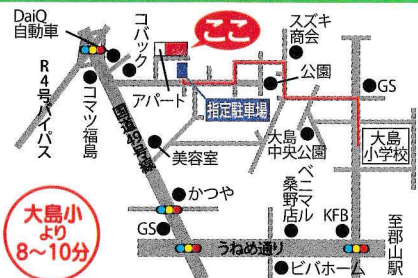 DaiQ
自動車
コバック
ここ
スズキ
商会
R4号バイパス
コマツ福島
アパート
指定駐車場
公園
GS
国道49号線
美容室
大島
中央公園
大島
小学校
ベニマル
桑野店
KFB
至郡山駅
かつや
GS
うねめ通り
ビバホーム
大島小
より
8〜10分